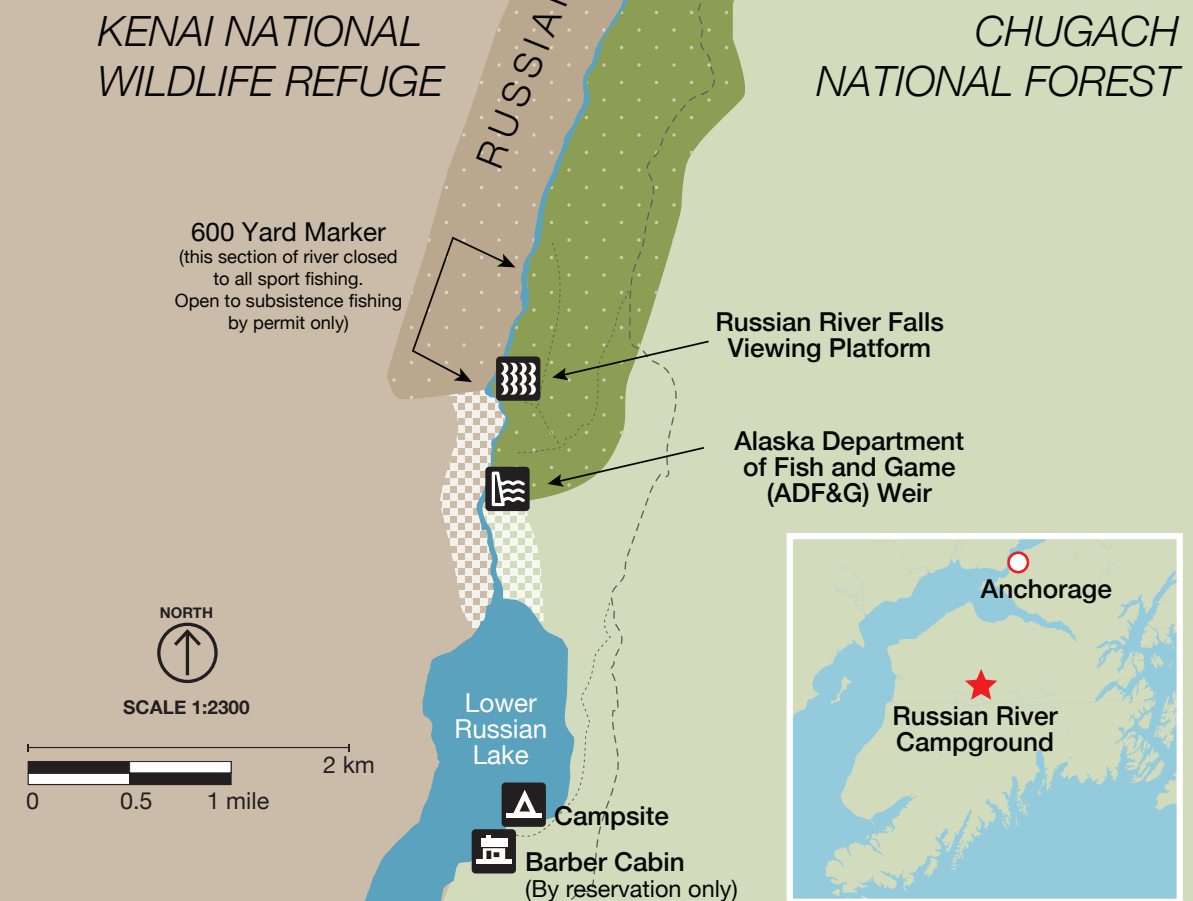 KENAI NATIONAL
WILDLIFE REFUGE
CHUGACH
NATIONAL FOREST
RUSSIA
600 Yard Marker
(this section of river closed
to all sport fishing.
Open to subsistence fishing
by permit only)
Russian River Falls
Viewing Platform
Alaska Department
of Fish and Game
(ADF&G) Weir
Anchorage
Russian River
Campground
NORTH
SCALE 1:2300
2 km
0 0.5 1 mile
Lower
Russian
Lake
Campsite
Barber Cabin
(By reservation only)